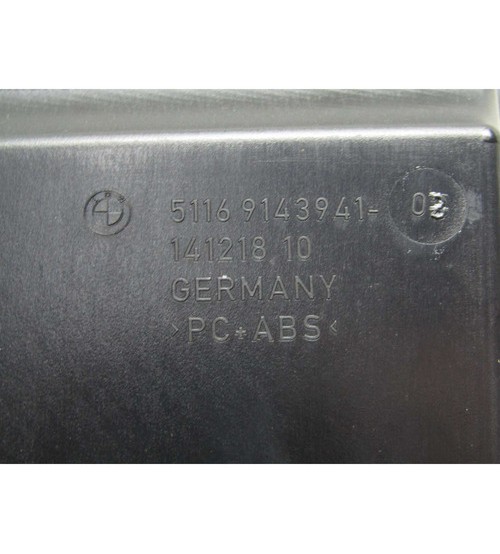 5116 9143941-
141218 10
GERMANY
>PC+ABS<